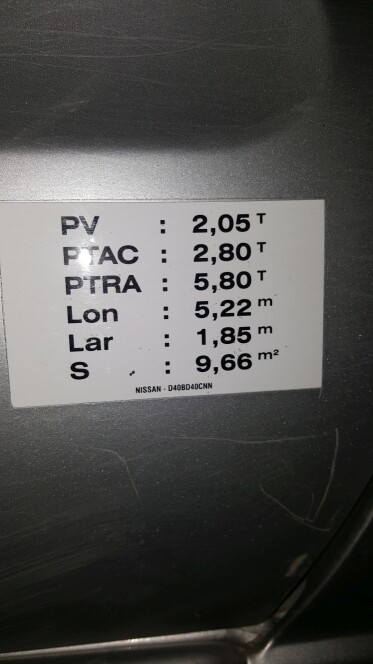 PV : 2,05 T
PTAC : 2,80 T
PTRA : 5,80 T
Lon : 5,22 m
Lar : 1,85 m
S : 9,66 m²
NISSAN - D40BD40CNN